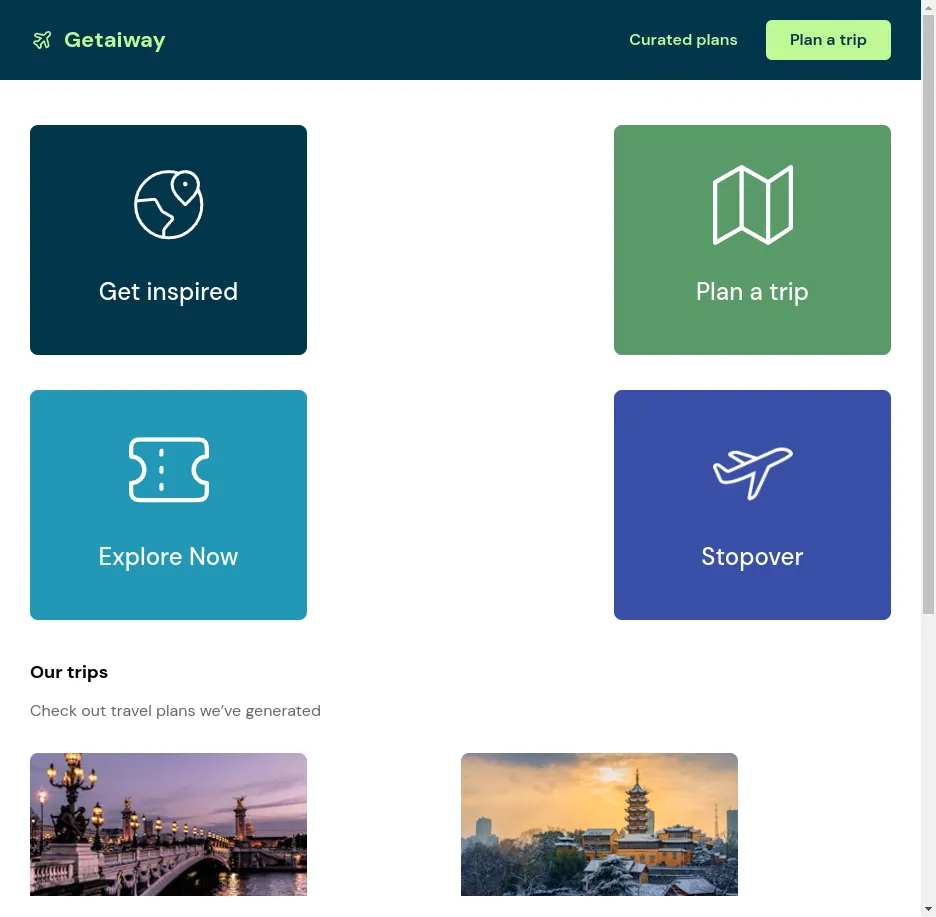 Getaiway
Curated plans
Plan a trip
Get inspired
Plan a trip
Explore Now
Stopover
Our trips
Check out travel plans we’ve generated